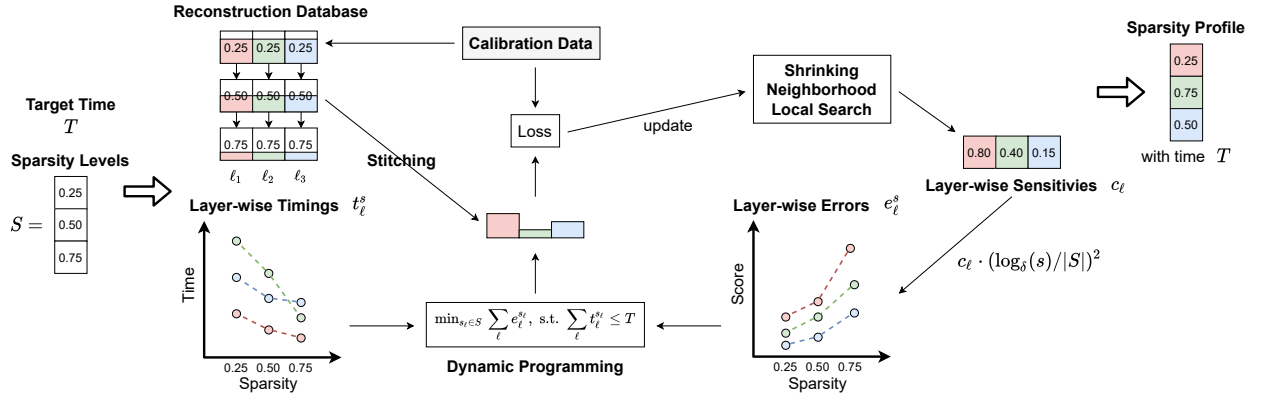 Reconstruction Database
0.25 0.25 0.25
0.50 0.50 0.50
0.75 0.75 0.75
ℓ₁ ℓ₂ ℓ₃
Target Time
T
Sparsity Levels
S =
0.25
0.50
0.75
Calibration Data
Loss
update
Shrinking
Neighborhood
Local Search
Stitching
0.80 0.40 0.15
Layer-wise Sensitivies c_ℓ
c_ℓ · (log_δ(s)/|S|)²
Layer-wise Timings t_ℓ^s
Time
0.25 0.50 0.75
Sparsity
min_{s_ℓ∈S} ∑_ℓ e_ℓ^{s_ℓ}, s.t. ∑_ℓ t_ℓ^{s_ℓ} ≤ T
Dynamic Programming
Layer-wise Errors e_ℓ^s
Score
0.25 0.50 0.75
Sparsity
Sparsity Profile
0.25
0.75
0.50
with time T